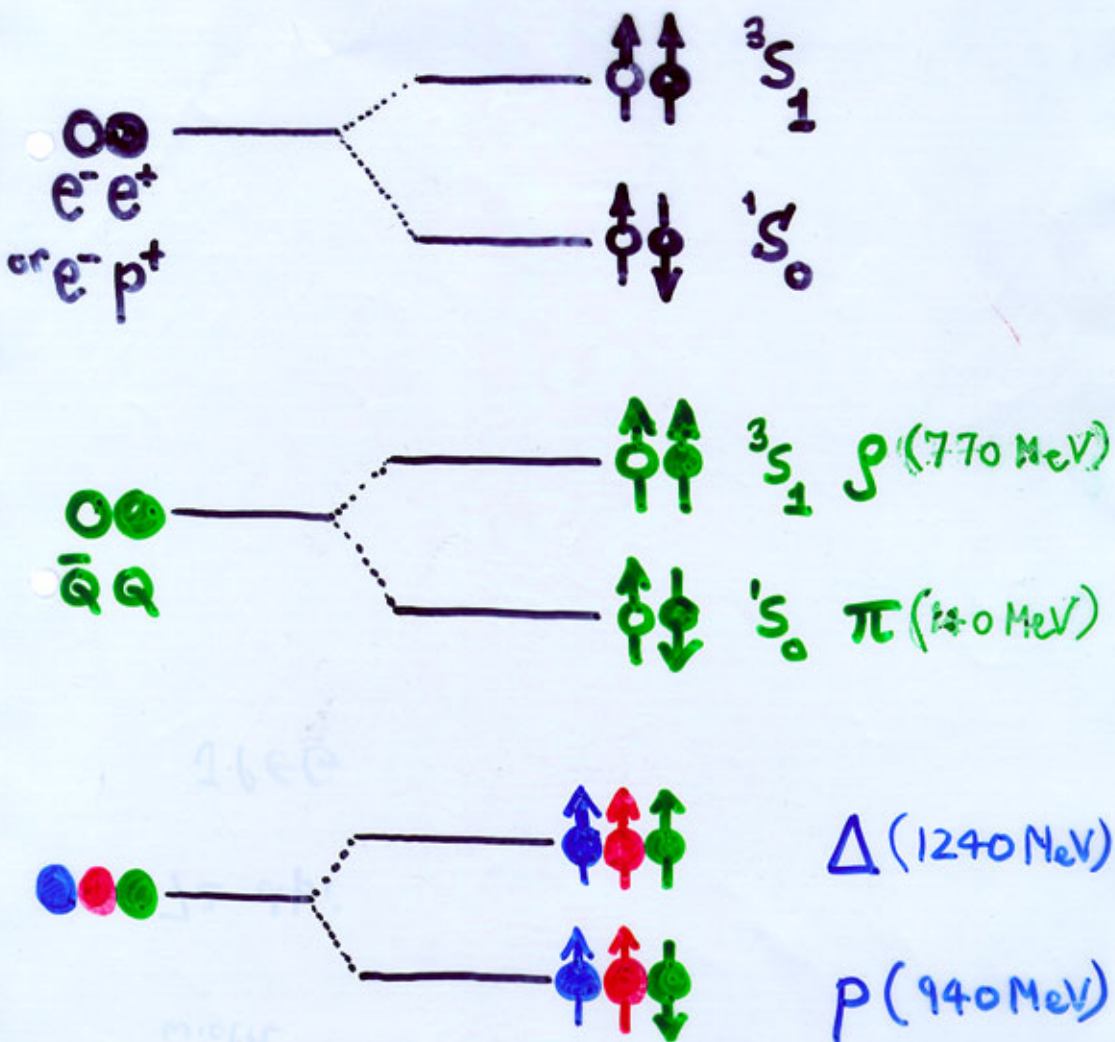 ³S₁
e⁻ e⁺
or e⁻ p⁺
¹S₀
³S₁ ρ (770 MeV)
Q̄ Q
¹S₀ π (140 MeV)
Δ (1240 MeV)
p (940 MeV)